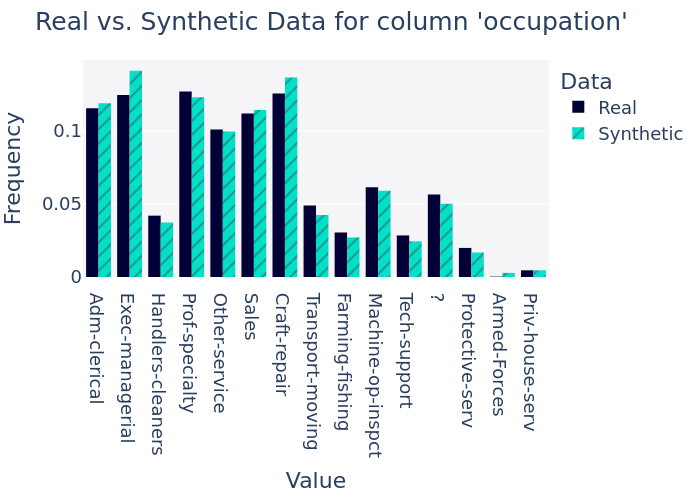 Real vs. Synthetic Data for column 'occupation'
Data
Real
Synthetic
Frequency
0.1
0.05
0
Adm-clerical
Exec-managerial
Handlers-cleaners
Prof-specialty
Other-service
Sales
Craft-repair
Transport-moving
Farming-fishing
Machine-op-inspct
Tech-support
?
Protective-serv
Armed-Forces
Priv-house-serv
Value